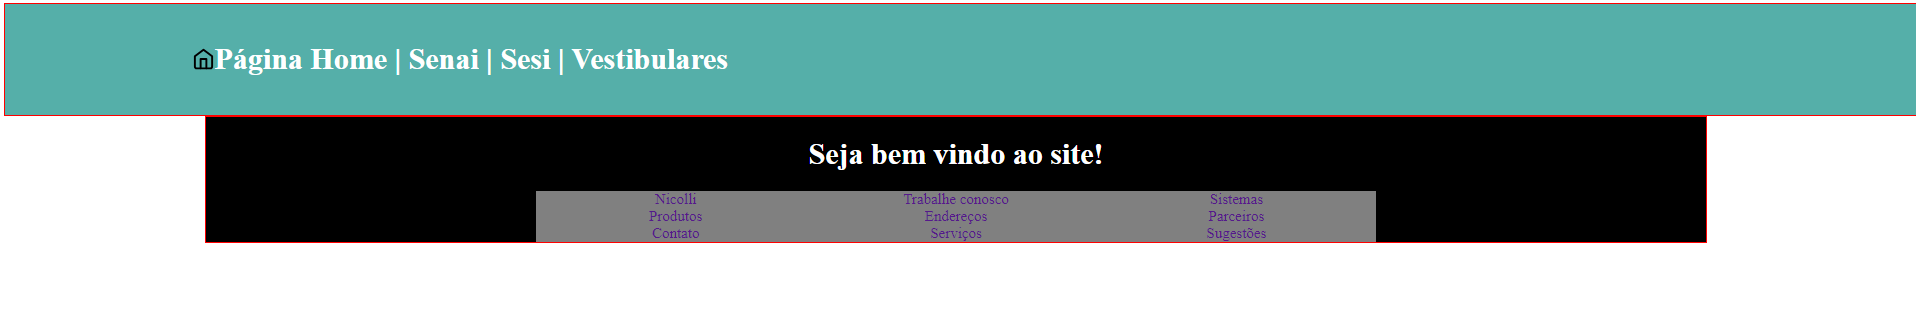 Página Home | Senai | Sesi | Vestibulares
Seja bem vindo ao site!
Nicolli Trabalhe conosco Sistemas
Produtos Endereços Parceiros
Contato Serviços Sugestões